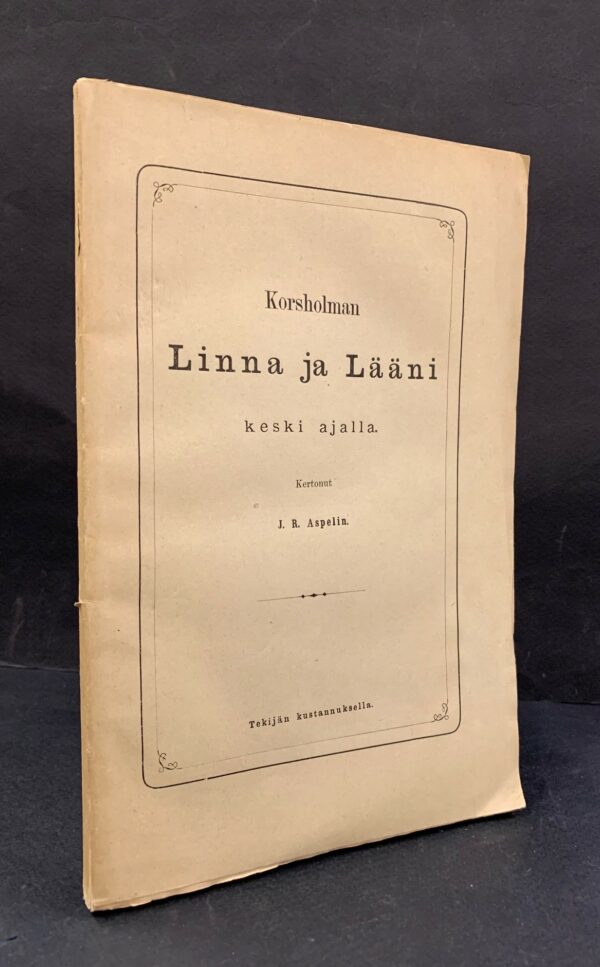 Korsholman
Linna ja Lääni
keski ajalla.
Kertonut
J. R. Aspelin.
Tekijän kustannuksella.